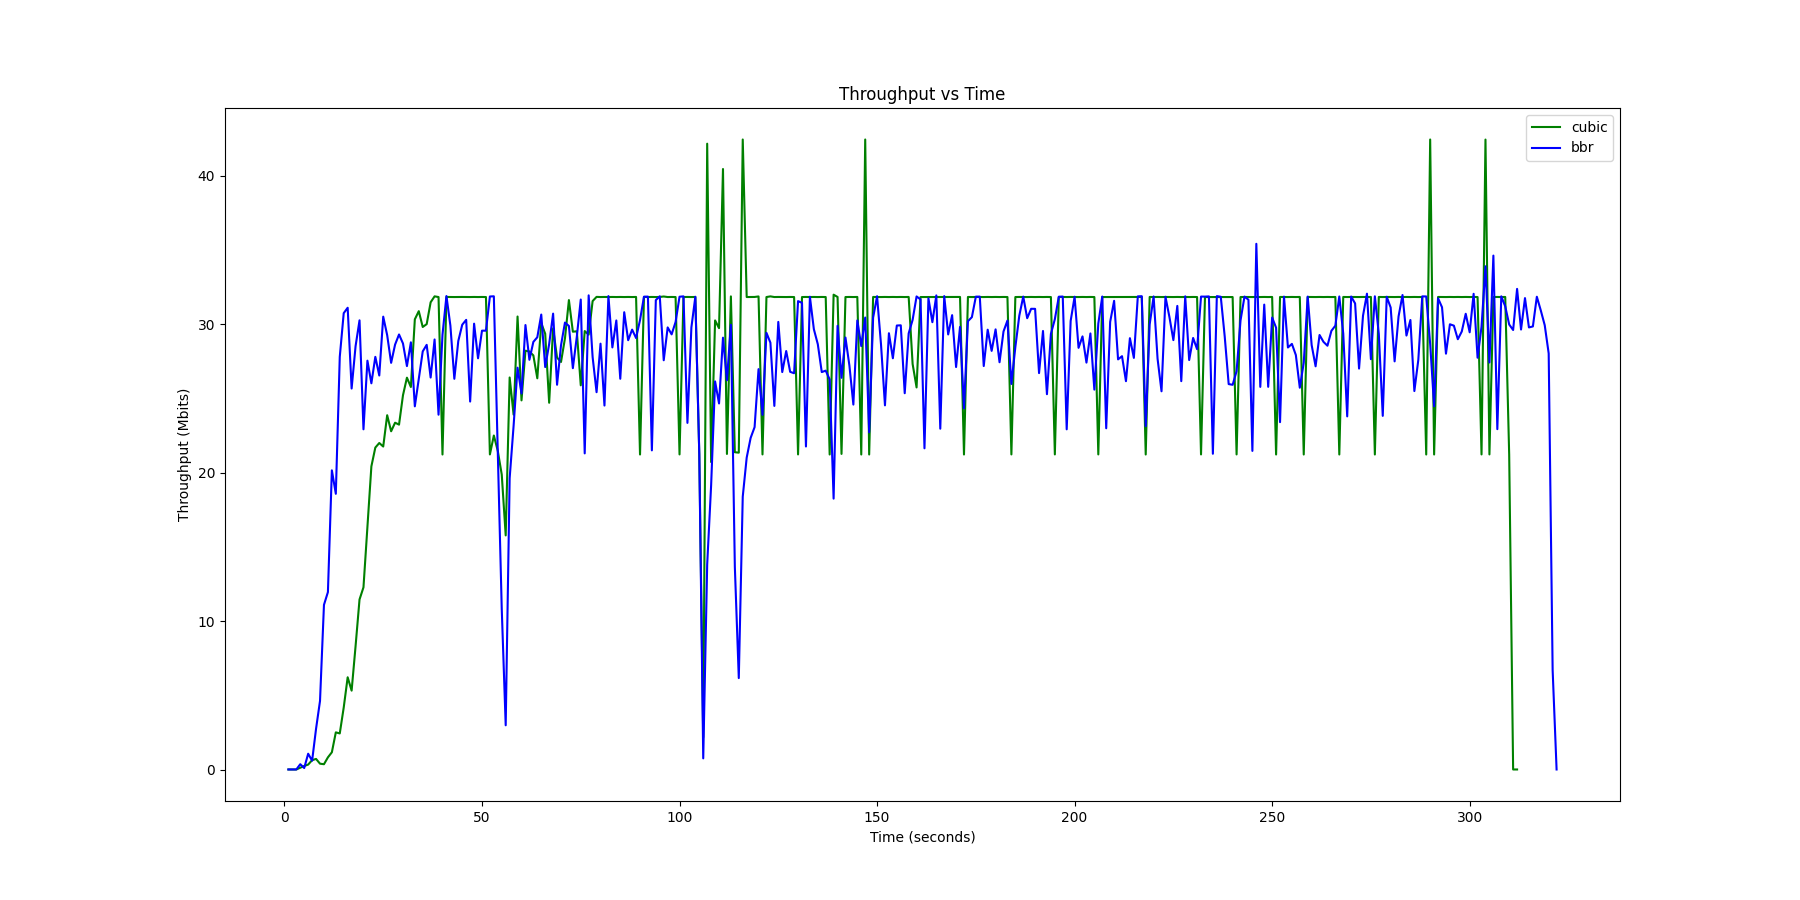 Throughput vs Time
cubic
bbr
Throughput (Mbits)
40
30
20
10
0
0 50 100 150 200 250 300
Time (seconds)